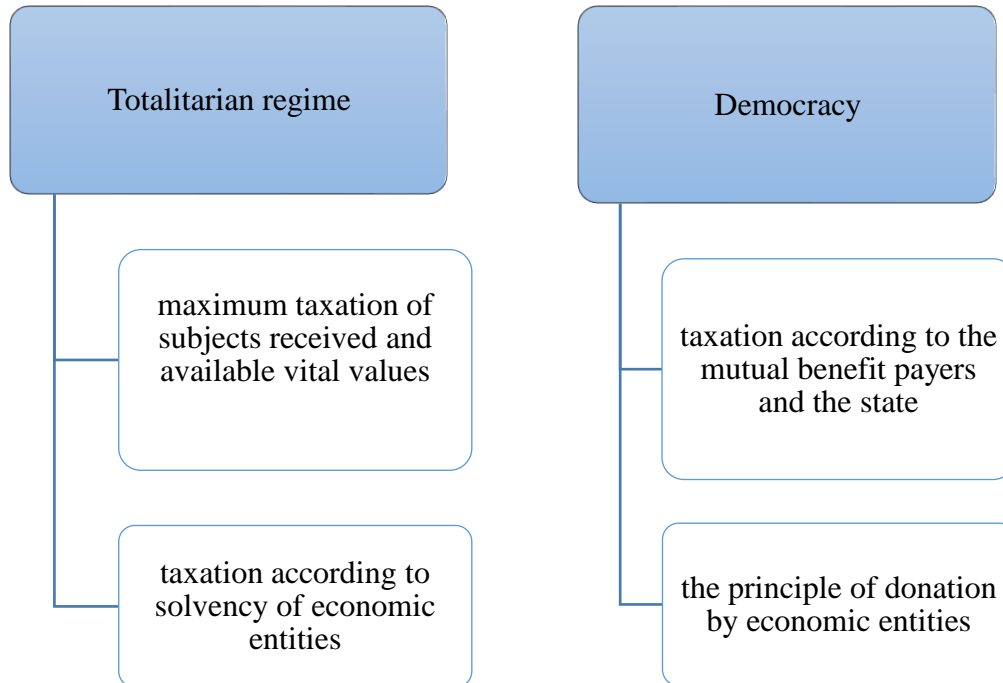 Totalitarian regime
maximum taxation of
subjects received and
available vital values
taxation according to
solvency of economic
entities
Democracy
taxation according to the
mutual benefit payers
and the state
the principle of donation
by economic entities